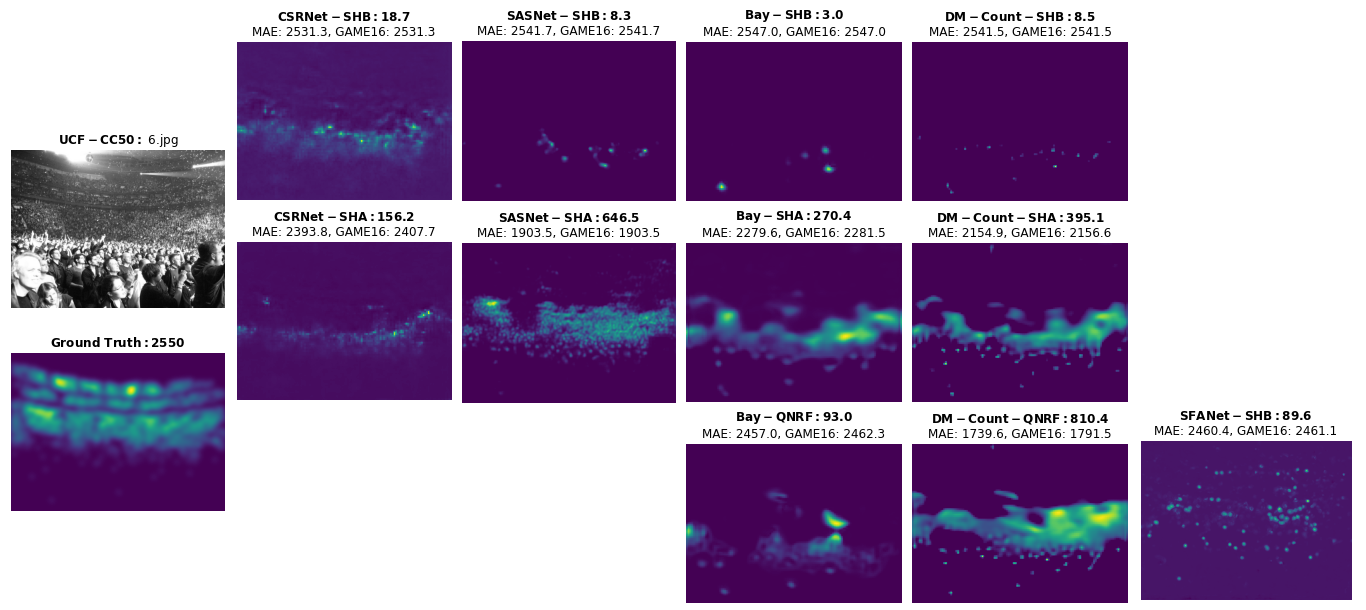 CSRNet − SHB: 18.7
MAE: 2531.3, GAME16: 2531.3
SASNet − SHB: 8.3
MAE: 2541.7, GAME16: 2541.7
Bay − SHB: 3.0
MAE: 2547.0, GAME16: 2547.0
DM − Count − SHB: 8.5
MAE: 2541.5, GAME16: 2541.5
UCF − CC50: 6.jpg
CSRNet − SHA: 156.2
MAE: 2393.8, GAME16: 2407.7
SASNet − SHA: 646.5
MAE: 1903.5, GAME16: 1903.5
Bay − SHA: 270.4
MAE: 2279.6, GAME16: 2281.5
DM − Count − SHA: 395.1
MAE: 2154.9, GAME16: 2156.6
Ground Truth: 2550
Bay − QNRF: 93.0
MAE: 2457.0, GAME16: 2462.3
DM − Count − QNRF: 810.4
MAE: 1739.6, GAME16: 1791.5
SFANet − SHB: 89.6
MAE: 2460.4, GAME16: 2461.1